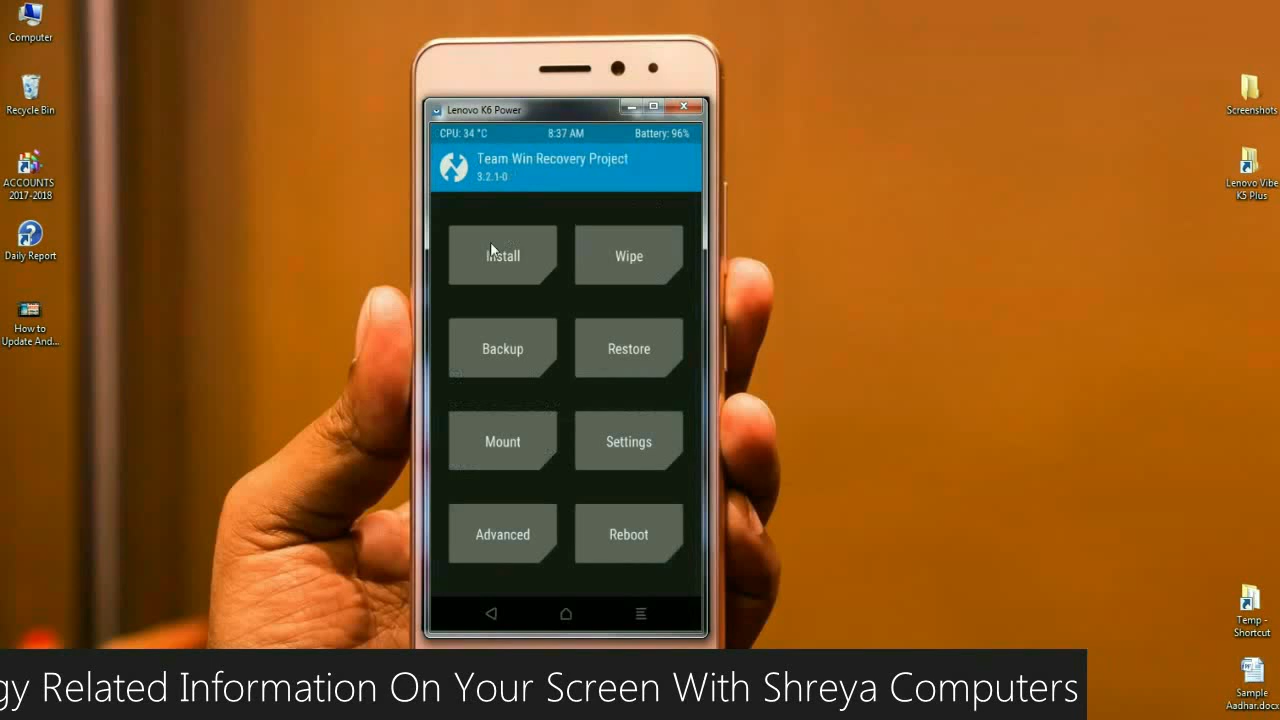 Computer
Recycle Bin
ACCOUNTS
2017-2018
Daily Report
How to
Update And...
Lenovo K6 Power
CPU: 34 °C
8:37 AM
Battery: 96%
Team Win Recovery Project
3.2.1-0
Install
Wipe
Backup
Restore
Mount
Settings
Advanced
Reboot
Screenshots
Lenovo Vibe
K5 Plus
Temp -
Shortcut
Sample
Aadhar.docx
gy Related Information On Your Screen With Shreya Computers